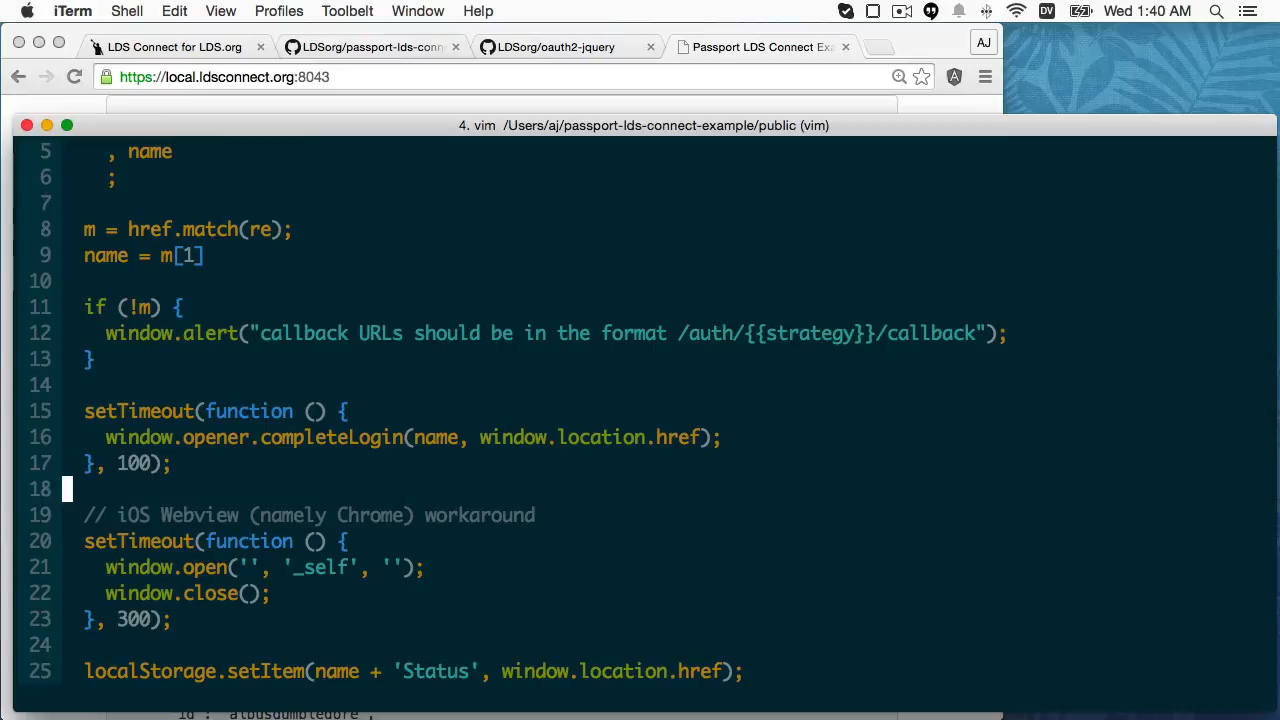 iTerm Shell Edit View Profiles Toolbelt Window Help DV Wed 1:40 AM
LDS Connect for LDS.org × LDSorg/passport-lds-conn × LDSorg/oauth2-jquery × Passport LDS Connect Exa × AJ
https://local.ldsconnect.org:8043
4. vim /Users/aj/passport-lds-connect-example/public (vim)
5 , name
6 ;
7
8 m = href.match(re);
9 name = m[1]
10
11 if (!m) {
12 window.alert("callback URLs should be in the format /auth/{{strategy}}/callback");
13 }
14
15 setTimeout(function () {
16 window.opener.completeLogin(name, window.location.href);
17 }, 100);
18
19 // iOS Webview (namely Chrome) workaround
20 setTimeout(function () {
21 window.open('', '_self', '');
22 window.close();
23 }, 300);
24
25 localStorage.setItem(name + 'Status', window.location.href);